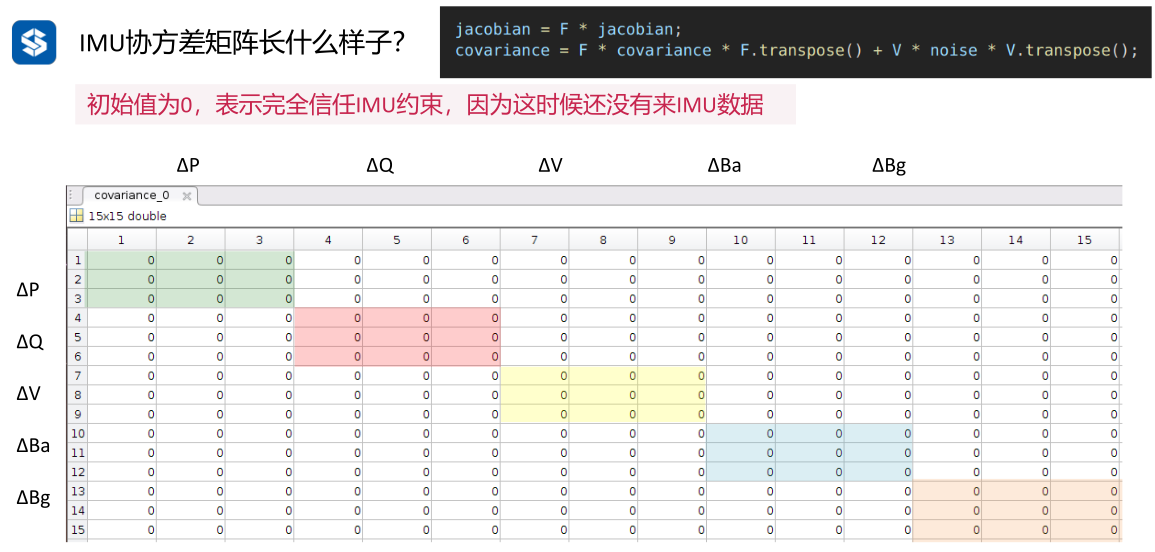 IMU协方差矩阵长什么样子?
jacobian = F * jacobian;
covariance = F * covariance * F.transpose() + V * noise * V.transpose();
初始值为0，表示完全信任IMU约束，因为这时候还没有来IMU数据
ΔP ΔQ ΔV ΔBa ΔBg
covariance_0
15x15 double
1 2 3 4 5 6 7 8 9 10 11 12 13 14 15
1 0 0 0 0 0 0 0 0 0 0 0 0 0 0 0
2 0 0 0 0 0 0 0 0 0 0 0 0 0 0 0
ΔP
3 0 0 0 0 0 0 0 0 0 0 0 0 0 0 0
4 0 0 0 0 0 0 0 0 0 0 0 0 0 0 0
5 0 0 0 0 0 0 0 0 0 0 0 0 0 0 0
ΔQ
6 0 0 0 0 0 0 0 0 0 0 0 0 0 0 0
7 0 0 0 0 0 0 0 0 0 0 0 0 0 0 0
8 0 0 0 0 0 0 0 0 0 0 0 0 0 0 0
ΔV
9 0 0 0 0 0 0 0 0 0 0 0 0 0 0 0
10 0 0 0 0 0 0 0 0 0 0 0 0 0 0 0
11 0 0 0 0 0 0 0 0 0 0 0 0 0 0 0
ΔBa
12 0 0 0 0 0 0 0 0 0 0 0 0 0 0 0
13 0 0 0 0 0 0 0 0 0 0 0 0 0 0 0
ΔBg
14 0 0 0 0 0 0 0 0 0 0 0 0 0 0 0
15 0 0 0 0 0 0 0 0 0 0 0 0 0 0 0